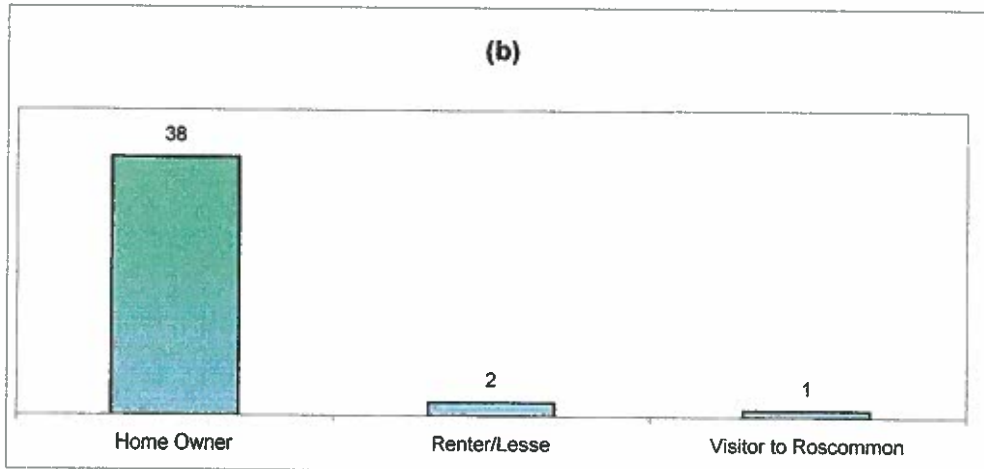 (b)
38
2
1
Home Owner
Renter/Lesse
Visitor to Roscommon